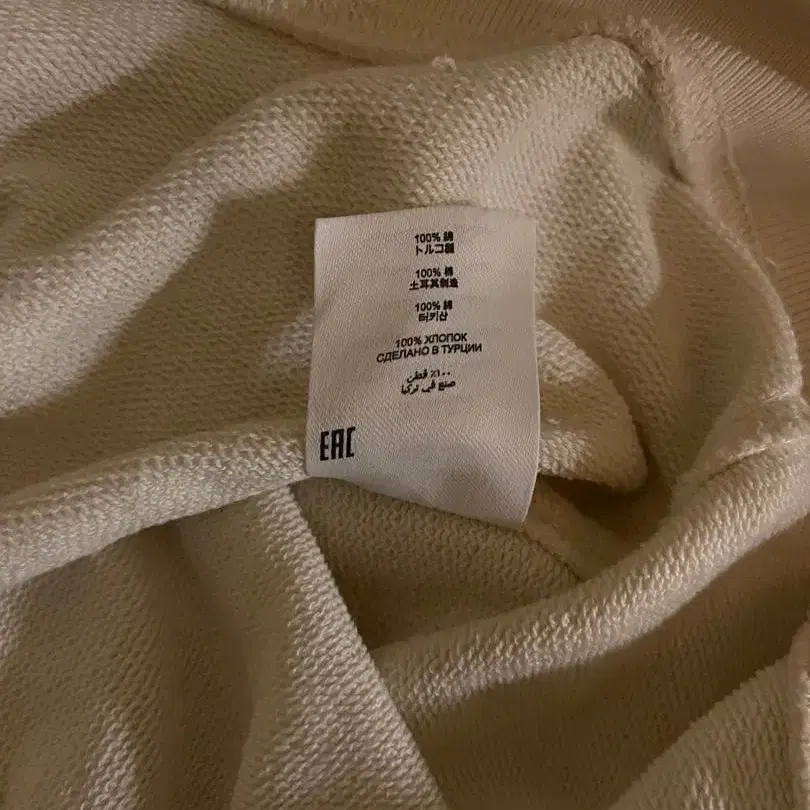 100% 綿
トルコ製
100% 棉
土耳其制造
100% 綿
터키산
100% ХЛОПОК
СДЕЛАНО В ТУРЦИИ
٪١٠٠ قطن
صنع في تركيا
EAC